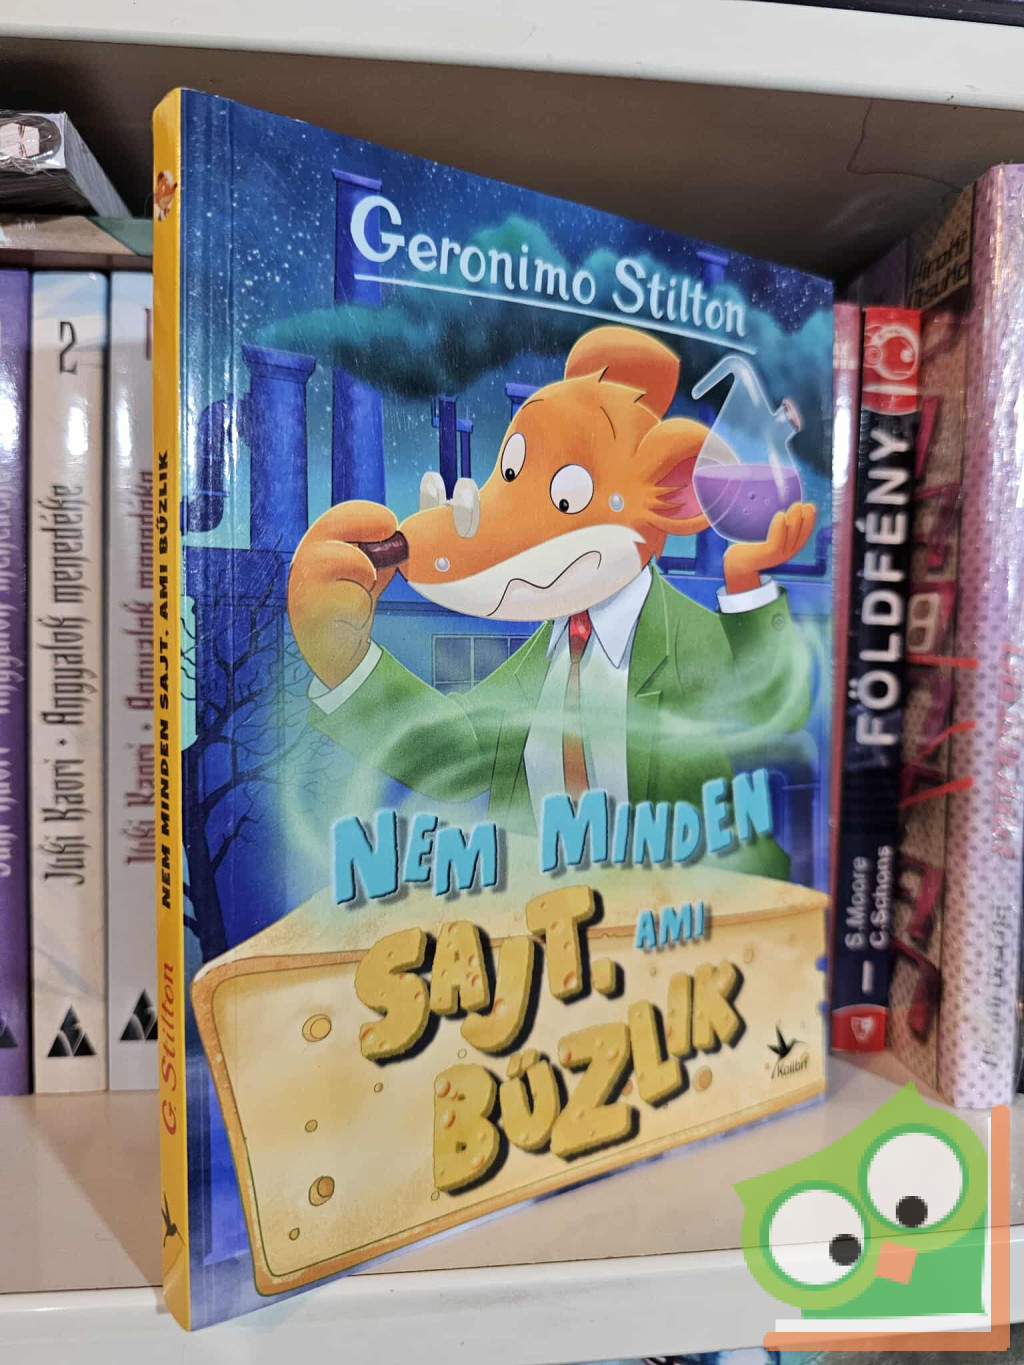 Geronimo Stilton
NEM MINDEN
SAJT, AMI
BŰZLIK
Kolibri
G. Stilton NEM MINDEN SAJT, AMI BŰZLIK
2
Juki Kaori · Angyalok menedéke
Juki Kaori · Angyalok menedéke
FÖLDFÉNY
S.Moore
C.Schons
TM